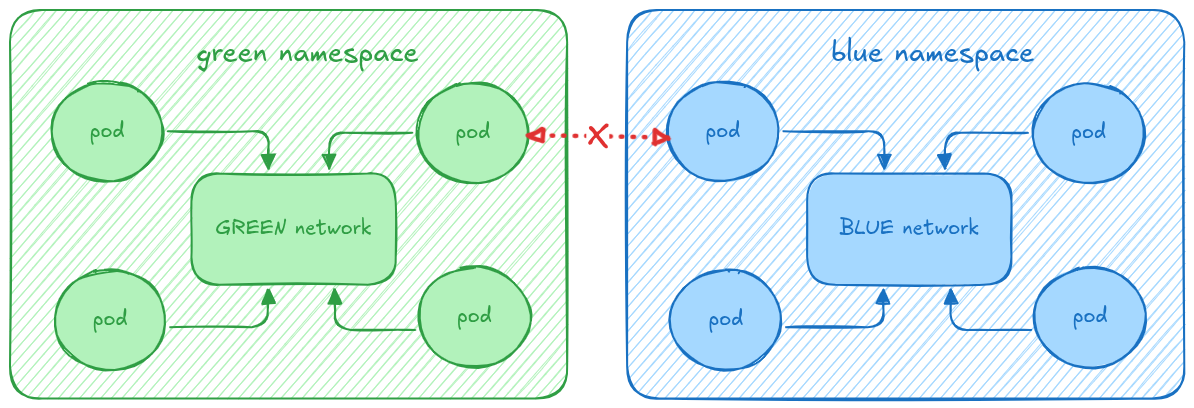 green namespace
pod
pod
GREEN network
pod
pod
X
blue namespace
pod
pod
BLUE network
pod
pod